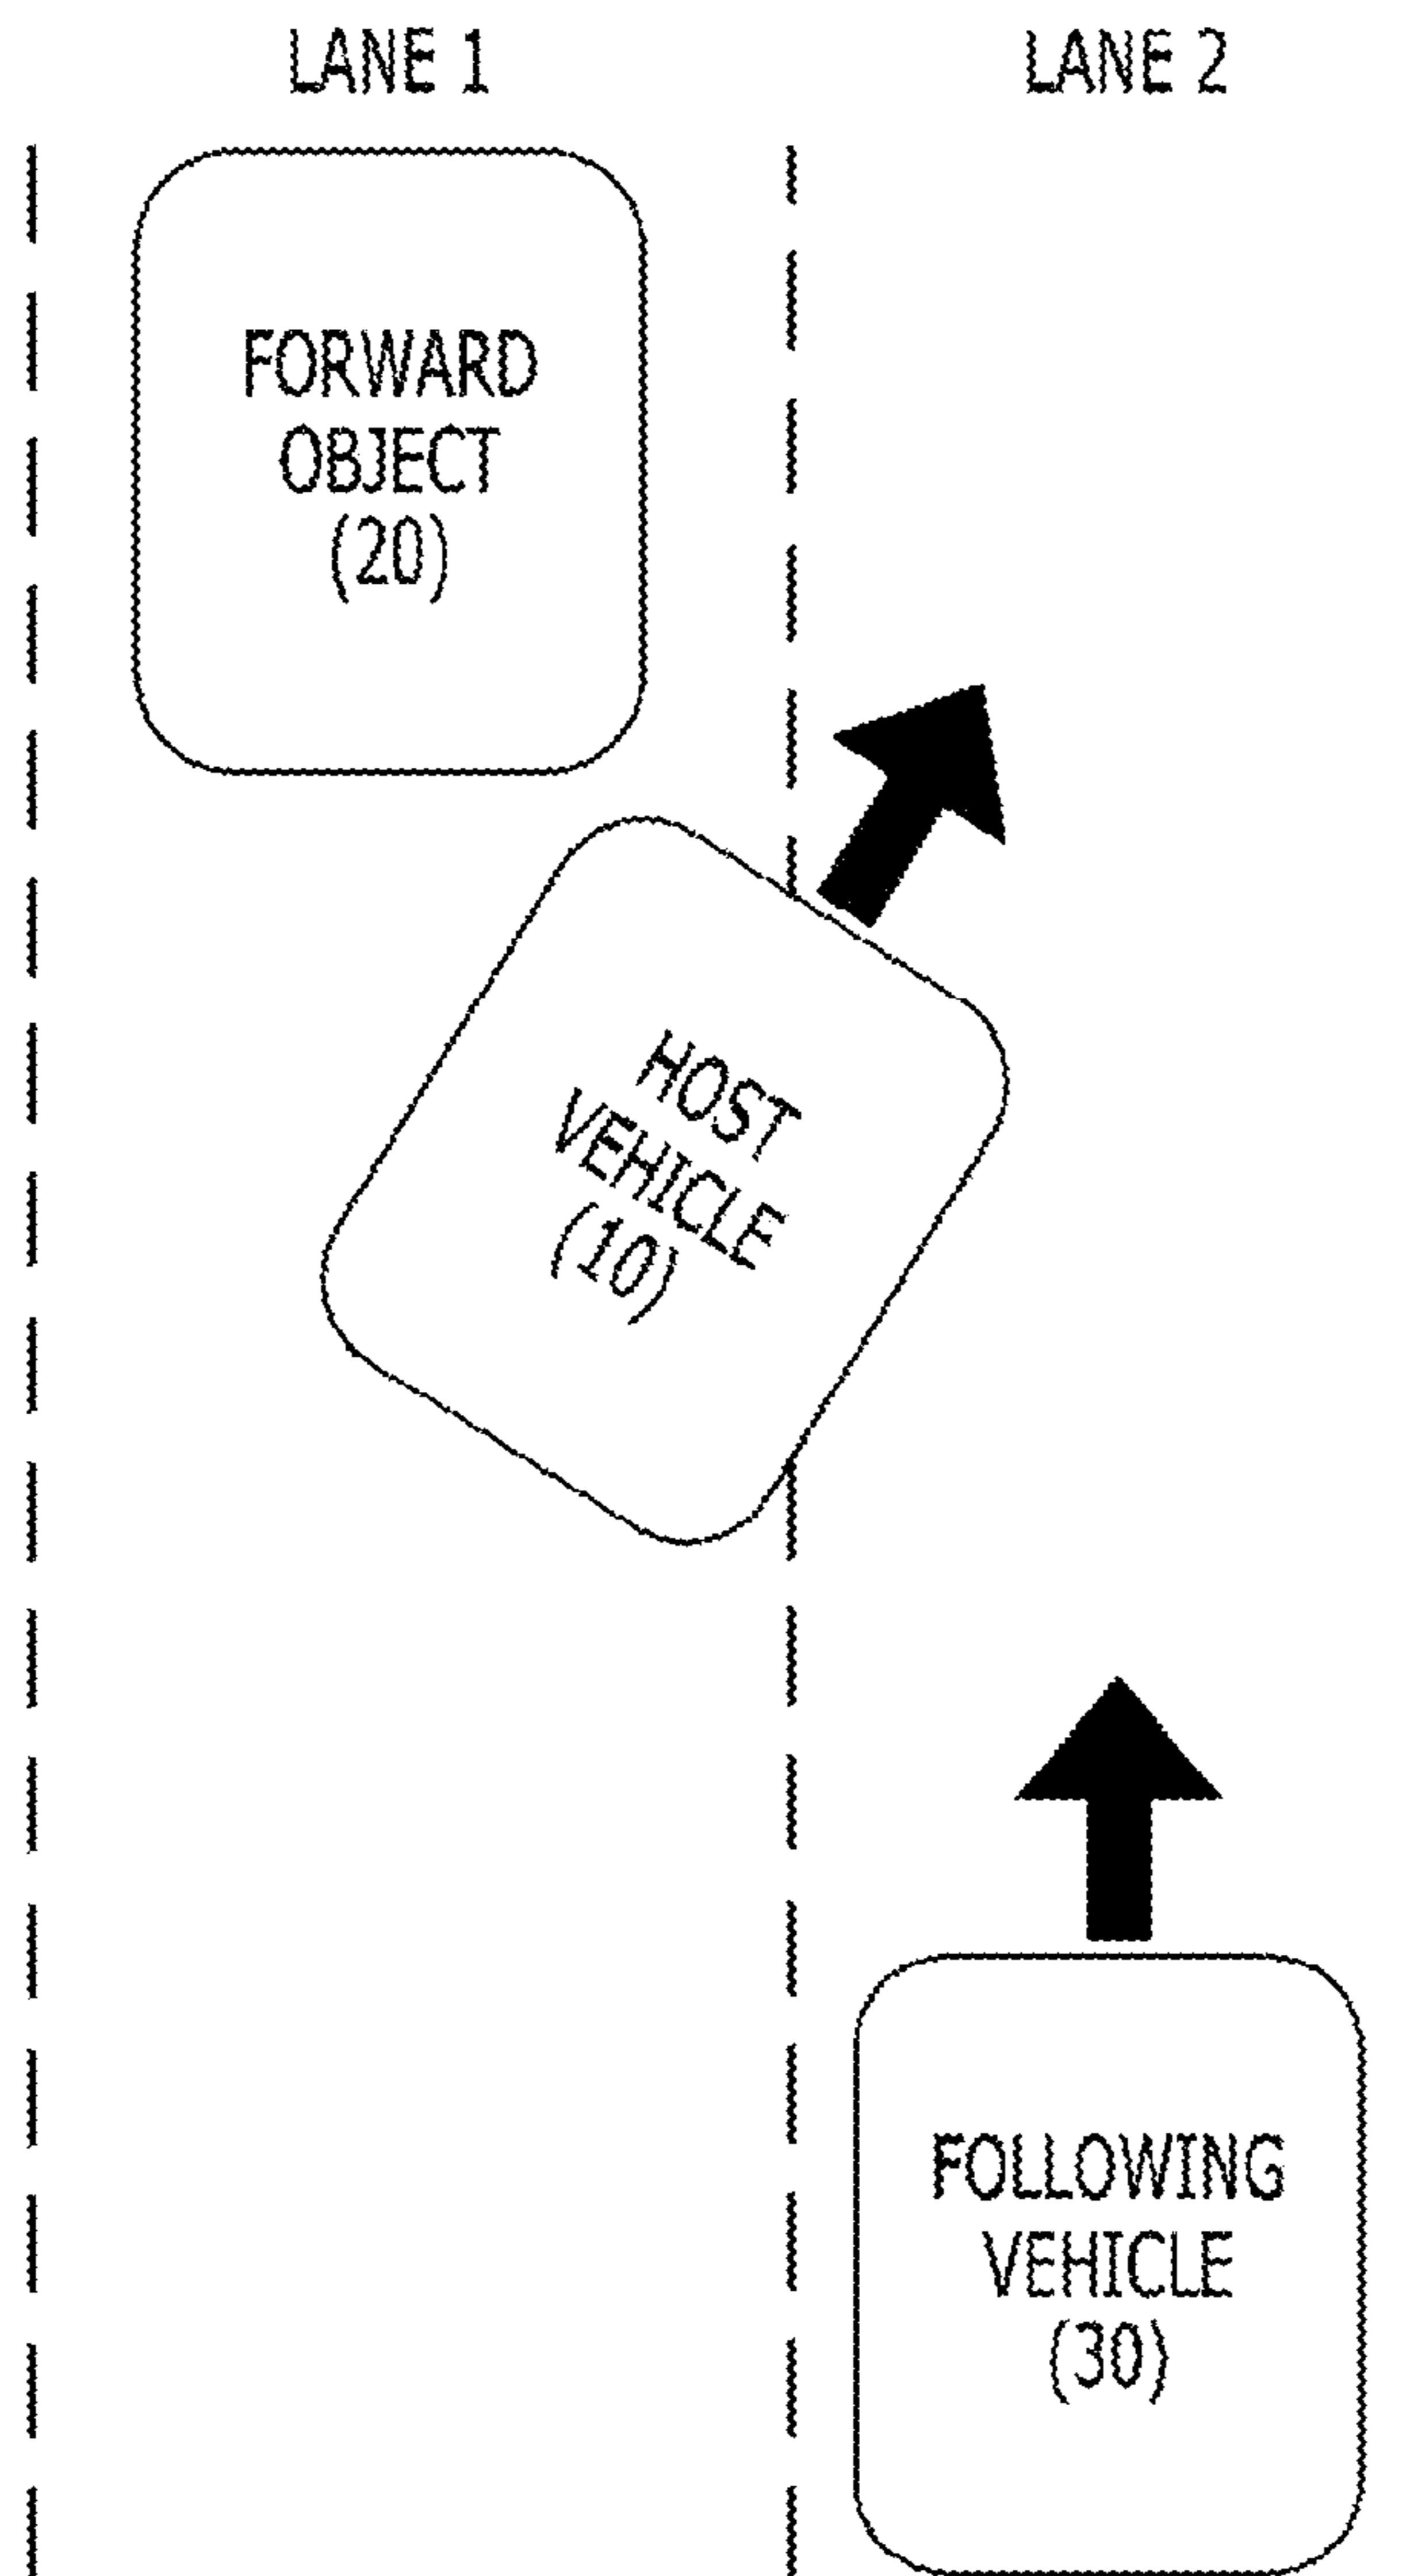 LANE 1
LANE 2
FORWARD
OBJECT
(20)
HOST
VEHICLE
(10)
FOLLOWING
VEHICLE
(30)